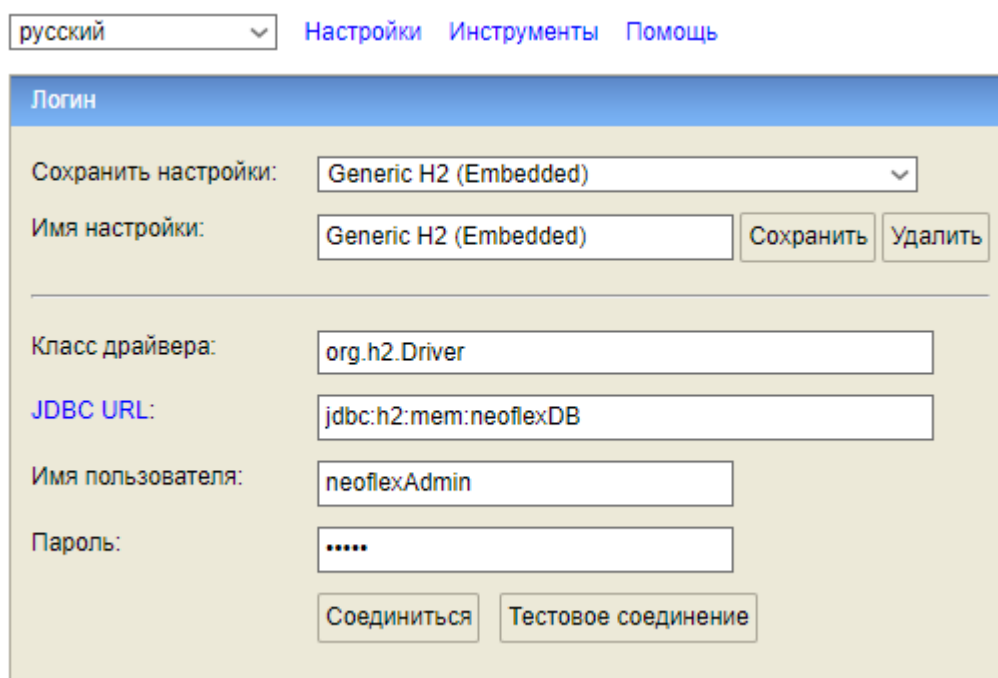 русский Настройки Инструменты Помощь
Логин
Сохранить настройки: Generic H2 (Embedded)
Имя настройки: Generic H2 (Embedded) Сохранить Удалить
Класс драйвера: org.h2.Driver
JDBC URL: jdbc:h2:mem:neoflexDB
Имя пользователя: neoflexAdmin
Пароль: •••••
Соединиться Тестовое соединение